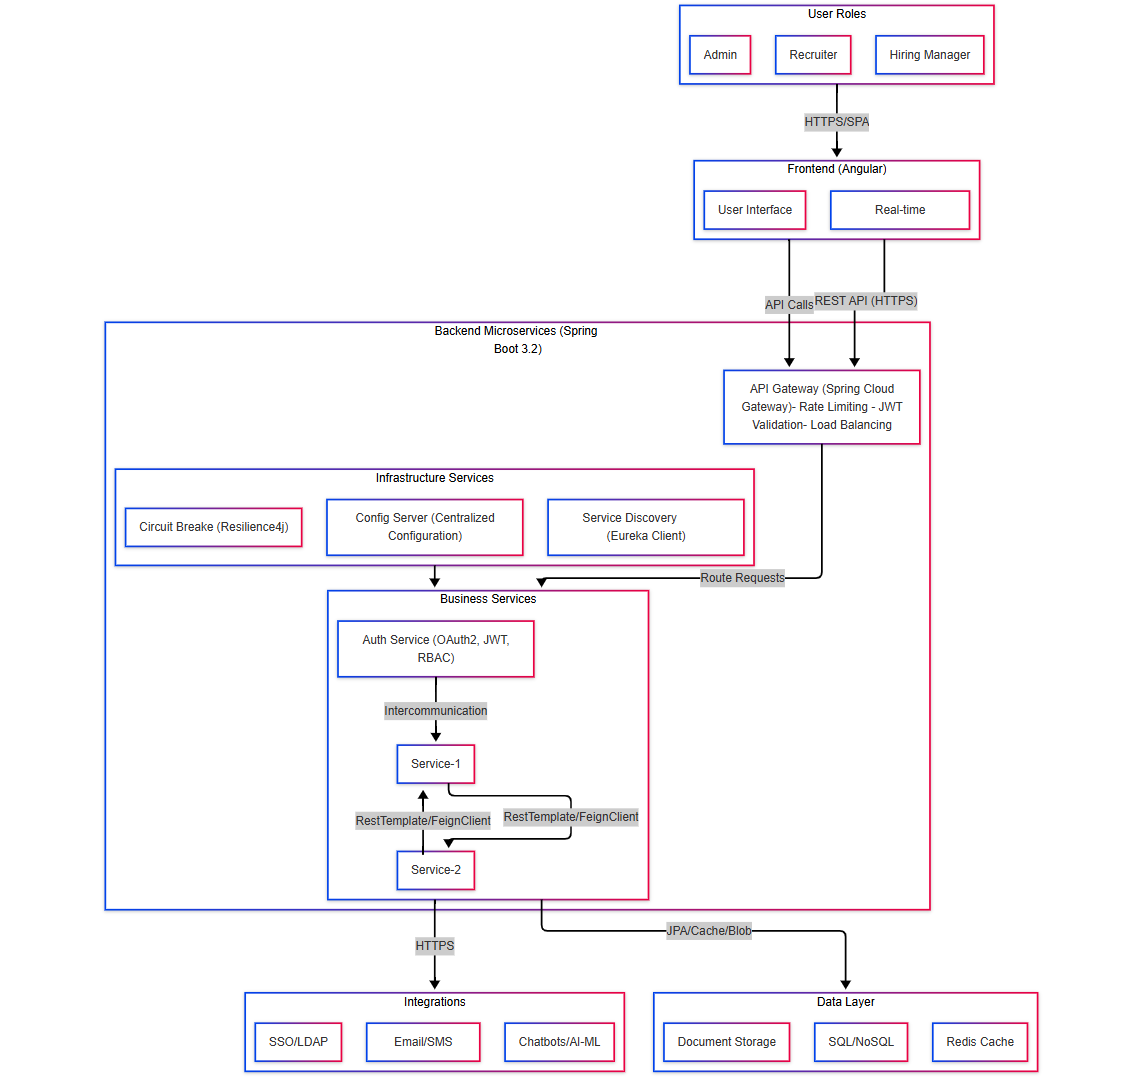 User Roles
Admin
Recruiter
Hiring Manager
HTTPS/SPA
Frontend (Angular)
User Interface
Real-time
API Calls
REST API (HTTPS)
Backend Microservices (Spring
Boot 3.2)
API Gateway (Spring Cloud
Gateway)- Rate Limiting - JWT
Validation- Load Balancing
Infrastructure Services
Circuit Breake (Resilience4j)
Config Server (Centralized
Configuration)
Service Discovery
(Eureka Client)
Route Requests
Business Services
Auth Service (OAuth2, JWT,
RBAC)
Intercommunication
Service-1
RestTemplate/FeignClient
RestTemplate/FeignClient
Service-2
HTTPS
JPA/Cache/Blob
Integrations
SSO/LDAP
Email/SMS
Chatbots/AI-ML
Data Layer
Document Storage
SQL/NoSQL
Redis Cache